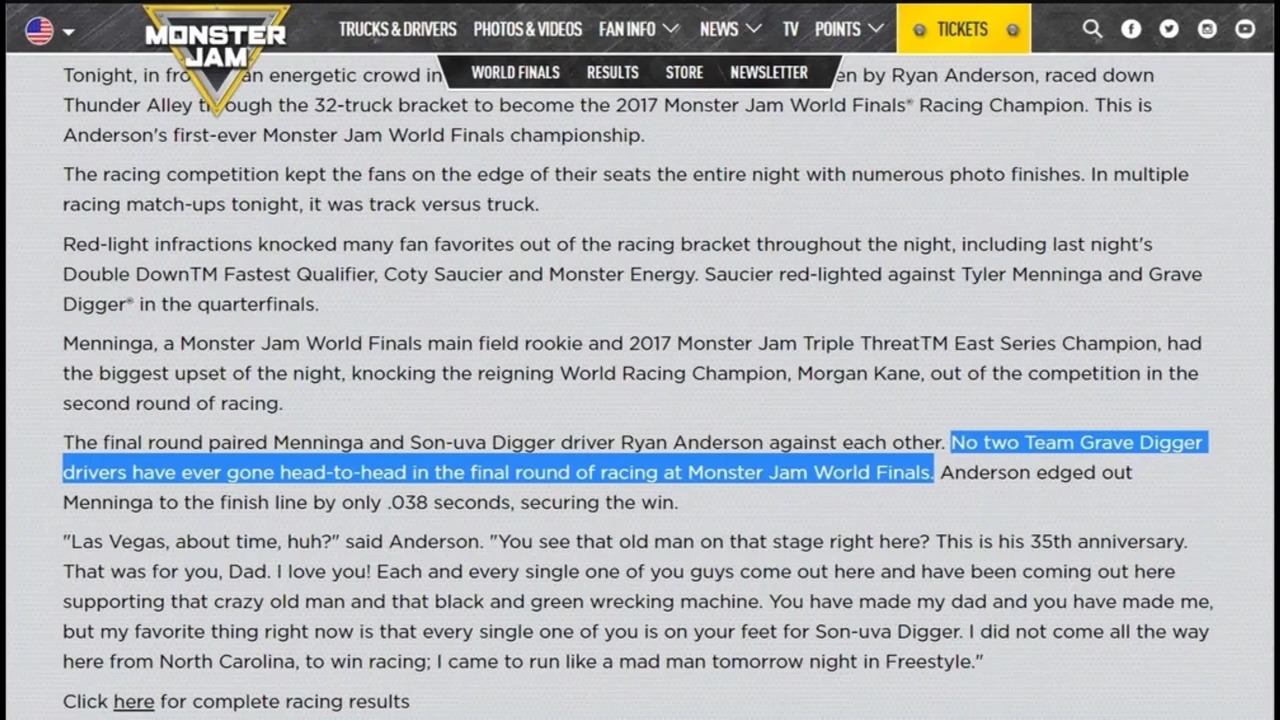 MONSTER JAM
TRUCKS & DRIVERS PHOTOS & VIDEOS FAN INFO NEWS TV POINTS TICKETS
WORLD FINALS RESULTS STORE NEWSLETTER
Tonight, in an energetic crowd in by Ryan Anderson, raced down
Thunder Alley through the 32-truck bracket to become the 2017 Monster Jam World Finals® Racing Champion. This is
Anderson's first-ever Monster Jam World Finals championship.
The racing competition kept the fans on the edge of their seats the entire night with numerous photo finishes. In multiple
racing match-ups tonight, it was track versus truck.
Red-light infractions knocked many fan favorites out of the racing bracket throughout the night, including last night's
Double DownTM Fastest Qualifier, Coty Saucier and Monster Energy. Saucier red-lighted against Tyler Menninga and Grave
Digger® in the quarterfinals.
Menninga, a Monster Jam World Finals main field rookie and 2017 Monster Jam Triple ThreatTM East Series Champion, had
the biggest upset of the night, knocking the reigning World Racing Champion, Morgan Kane, out of the competition in the
second round of racing.
The final round paired Menninga and Son-uva Digger driver Ryan Anderson against each other. No two Team Grave Digger
drivers have ever gone head-to-head in the final round of racing at Monster Jam World Finals. Anderson edged out
Menninga to the finish line by only .038 seconds, securing the win.
"Las Vegas, about time, huh?" said Anderson. "You see that old man on that stage right here? This is his 35th anniversary.
That was for you, Dad. I love you! Each and every single one of you guys come out here and have been coming out here
supporting that crazy old man and that black and green wrecking machine. You have made my dad and you have made me,
but my favorite thing right now is that every single one of you is on your feet for Son-uva Digger. I did not come all the way
here from North Carolina, to win racing; I came to run like a mad man tomorrow night in Freestyle."
Click here for complete racing results